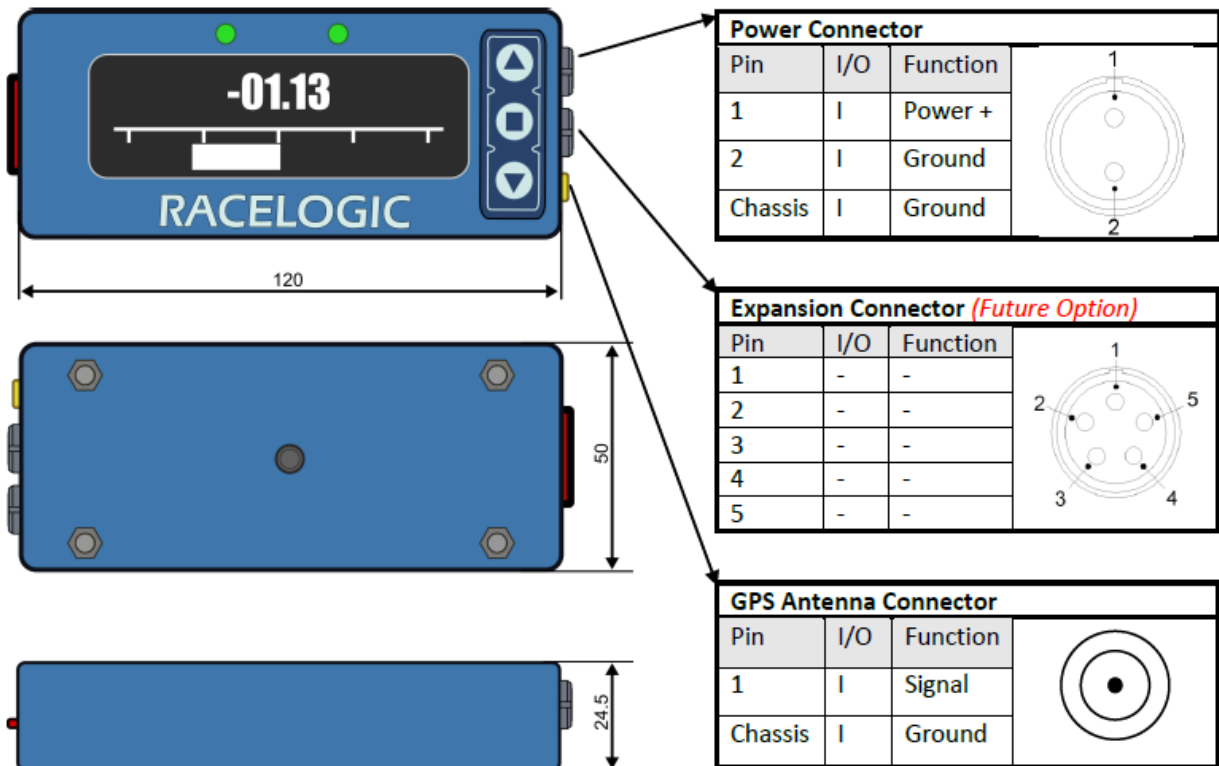 -01.13
RACELOGIC
120
50
24.5
Power Connector
Pin I/O Function
1 I Power +
2 I Ground
Chassis I Ground
1
2
Expansion Connector (Future Option)
Pin I/O Function
1 - -
2 - -
3 - -
4 - -
5 - -
1
2 5
3 4
GPS Antenna Connector
Pin I/O Function
1 I Signal
Chassis I Ground